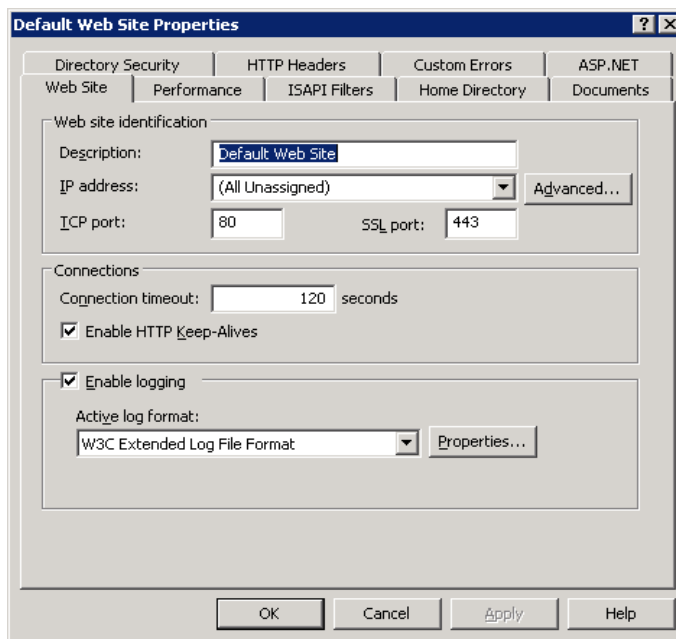 Default Web Site Properties
Directory Security HTTP Headers Custom Errors ASP.NET
Web Site Performance ISAPI Filters Home Directory Documents
Web site identification
Description: Default Web Site
IP address: (All Unassigned) Advanced...
TCP port: 80 SSL port: 443
Connections
Connection timeout: 120 seconds
Enable HTTP Keep-Alives
Enable logging
Active log format:
W3C Extended Log File Format Properties...
OK Cancel Apply Help